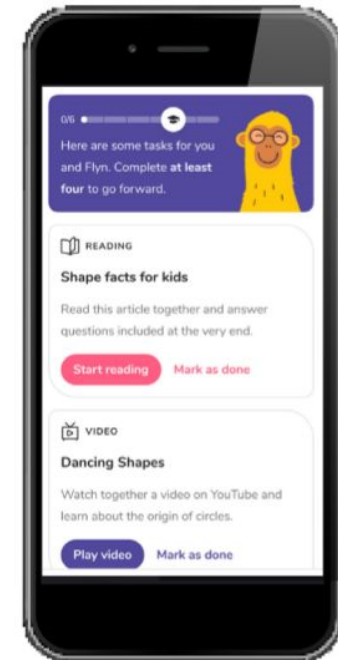 0/6
Here are some tasks for you
and Flyn. Complete at least
four to go forward.
READING
Shape facts for kids
Read this article together and answer
questions included at the very end.
Start reading Mark as done
VIDEO
Dancing Shapes
Watch together a video on YouTube and
learn about the origin of circles.
Play video Mark as done